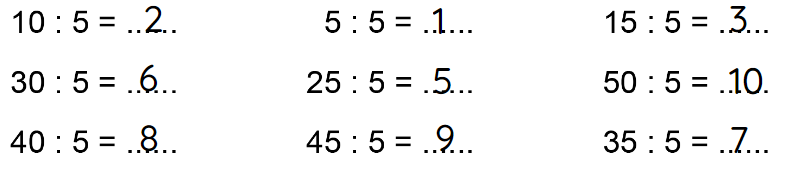 10 : 5 = ..2... 5 : 5 = ..1... 15 : 5 = ..3...
30 : 5 = ..6... 25 : 5 = ..5... 50 : 5 = ..10.
40 : 5 = ..8... 45 : 5 = ..9... 35 : 5 = ..7...